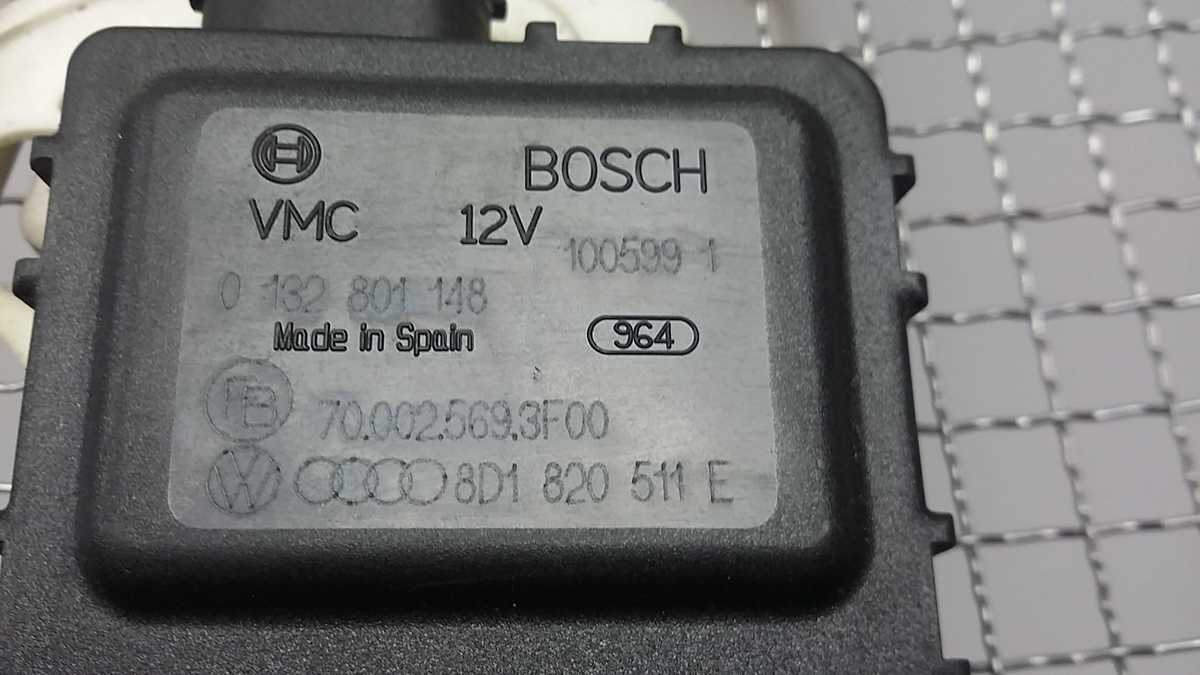 BOSCH
VMC 12V
100599 1
0 132 801 148
Made in Spain 964
70.002.569.3F00
VW 8D1 820 511 E